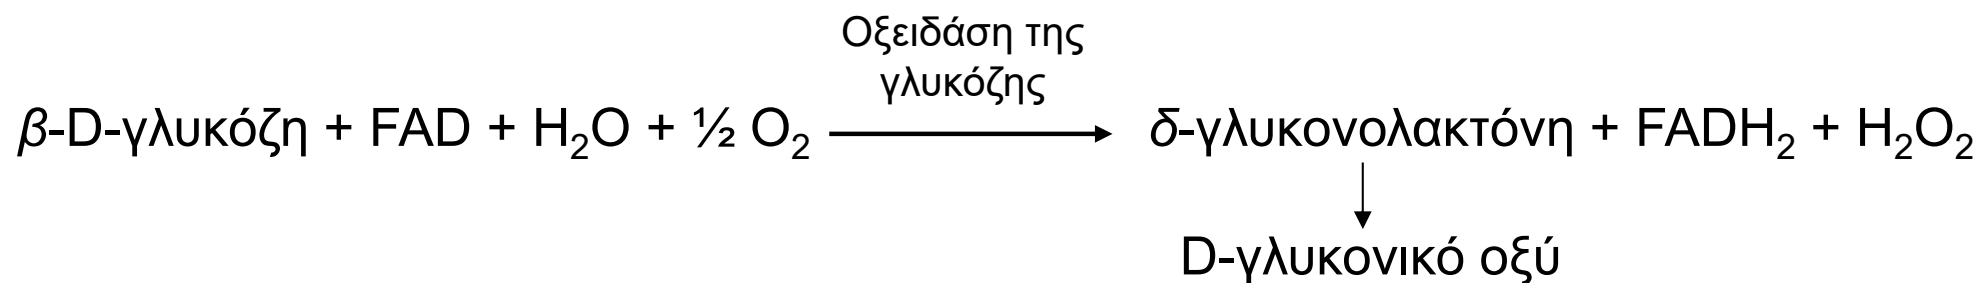 Οξειδάση της
γλυκόζης
β-D-γλυκόζη + FAD + H₂O + ½ O₂ ⟶ δ-γλυκονολακτόνη + FADH₂ + H₂O₂
D-γλυκονικό οξύ